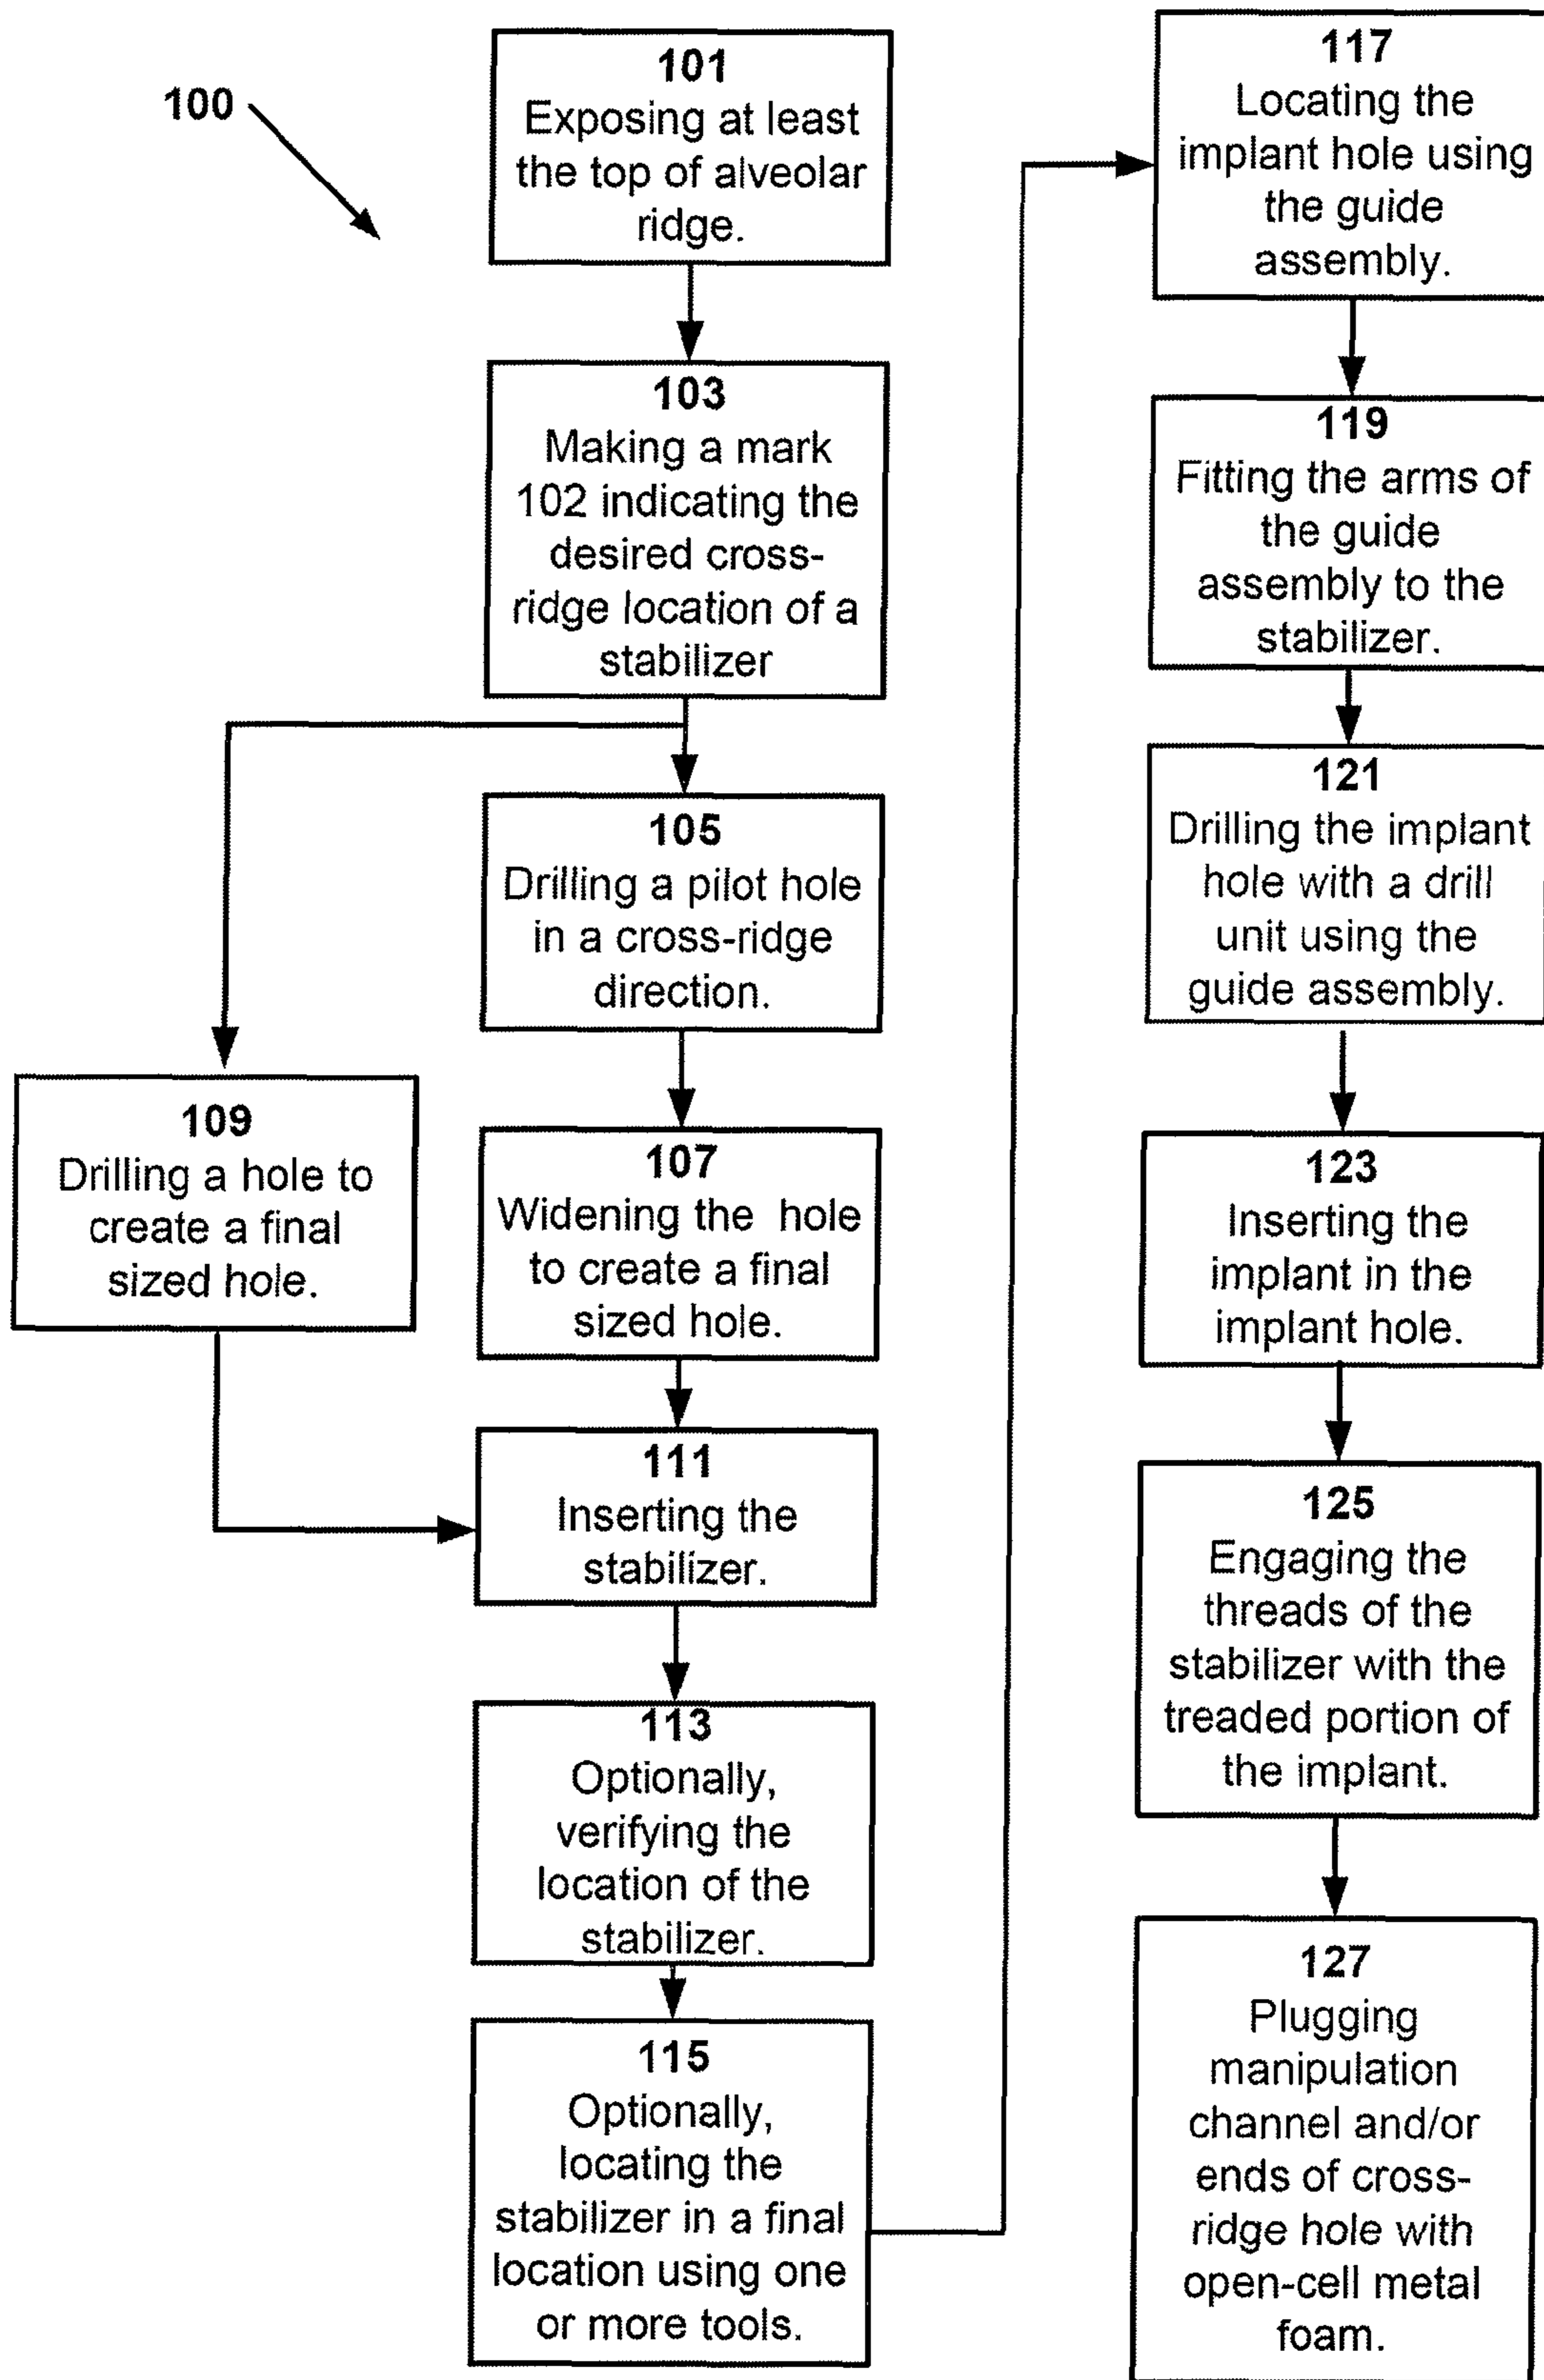 100
101
Exposing at least
the top of alveolar
ridge.
103
Making a mark
102 indicating the
desired cross-
ridge location of a
stabilizer
105
Drilling a pilot hole
in a cross-ridge
direction.
109
Drilling a hole to
create a final
sized hole.
107
Widening the hole
to create a final
sized hole.
111
Inserting the
stabilizer.
113
Optionally,
verifying the
location of the
stabilizer.
115
Optionally,
locating the
stabilizer in a final
location using one
or more tools.
117
Locating the
implant hole using
the guide
assembly.
119
Fitting the arms of
the guide
assembly to the
stabilizer.
121
Drilling the implant
hole with a drill
unit using the
guide assembly.
123
Inserting the
implant in the
implant hole.
125
Engaging the
threads of the
stabilizer with the
treaded portion of
the implant.
127
Plugging
manipulation
channel and/or
ends of cross-
ridge hole with
open-cell metal
foam.